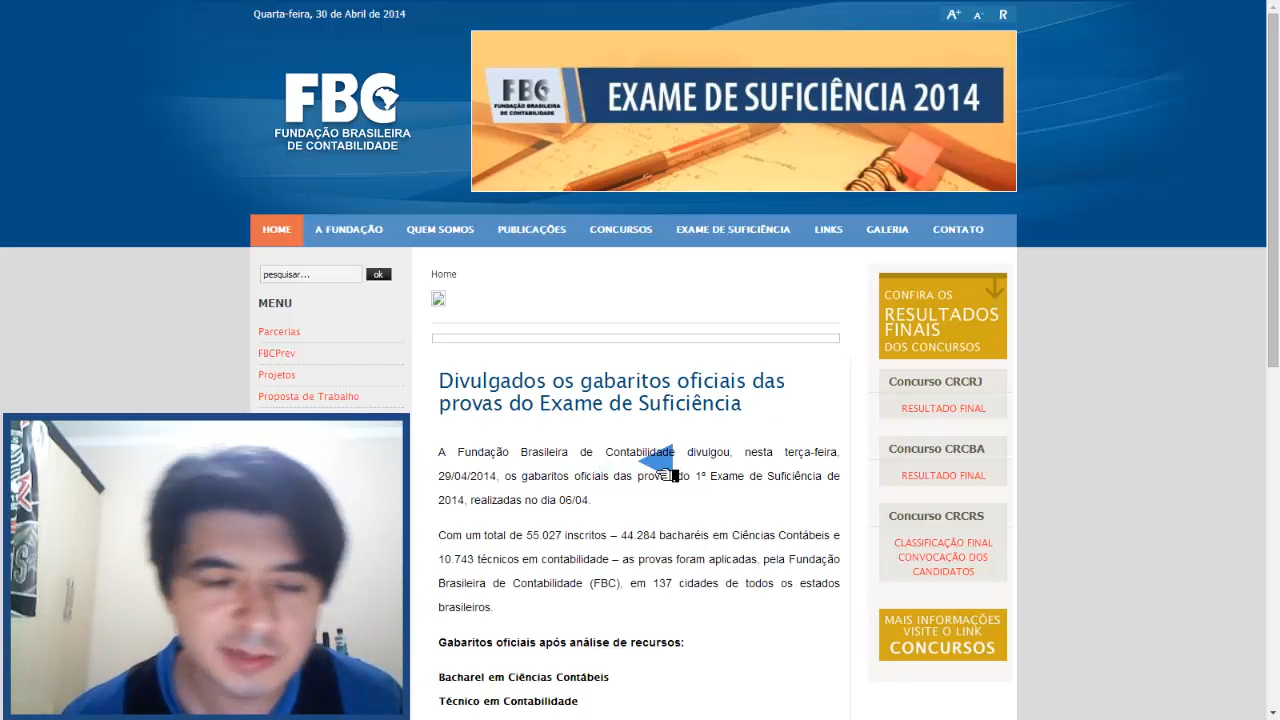 Quarta-feira, 30 de Abril de 2014
A+ A- R
FBC
FUNDAÇÃO BRASILEIRA
DE CONTABILIDADE
FBC
FUNDAÇÃO BRASILEIRA
DE CONTABILIDADE
EXAME DE SUFICIÊNCIA 2014
HOME A FUNDAÇÃO QUEM SOMOS PUBLICAÇÕES CONCURSOS EXAME DE SUFICIÊNCIA LINKS GALERIA CONTATO
pesquisar... ok
MENU
Parcerias
FBCPrev
Projetos
Proposta de Trabalho
Home
Divulgados os gabaritos oficiais das
provas do Exame de Suficiência
A Fundação Brasileira de Contabilidade divulgou, nesta terça-feira,
29/04/2014, os gabaritos oficiais das provas do 1º Exame de Suficiência de
2014, realizadas no dia 06/04.
Com um total de 55.027 inscritos – 44.284 bacharéis em Ciências Contábeis e
10.743 técnicos em contabilidade – as provas foram aplicadas, pela Fundação
Brasileira de Contabilidade (FBC), em 137 cidades de todos os estados
brasileiros.
Gabaritos oficiais após análise de recursos:
Bacharel em Ciências Contábeis
Técnico em Contabilidade
CONFIRA OS
RESULTADOS
FINAIS
DOS CONCURSOS
Concurso CRCRJ
RESULTADO FINAL
Concurso CRCBA
RESULTADO FINAL
Concurso CRCRS
CLASSIFICAÇÃO FINAL
CONVOCAÇÃO DOS
CANDIDATOS
MAIS INFORMAÇÕES
VISITE O LINK
CONCURSOS